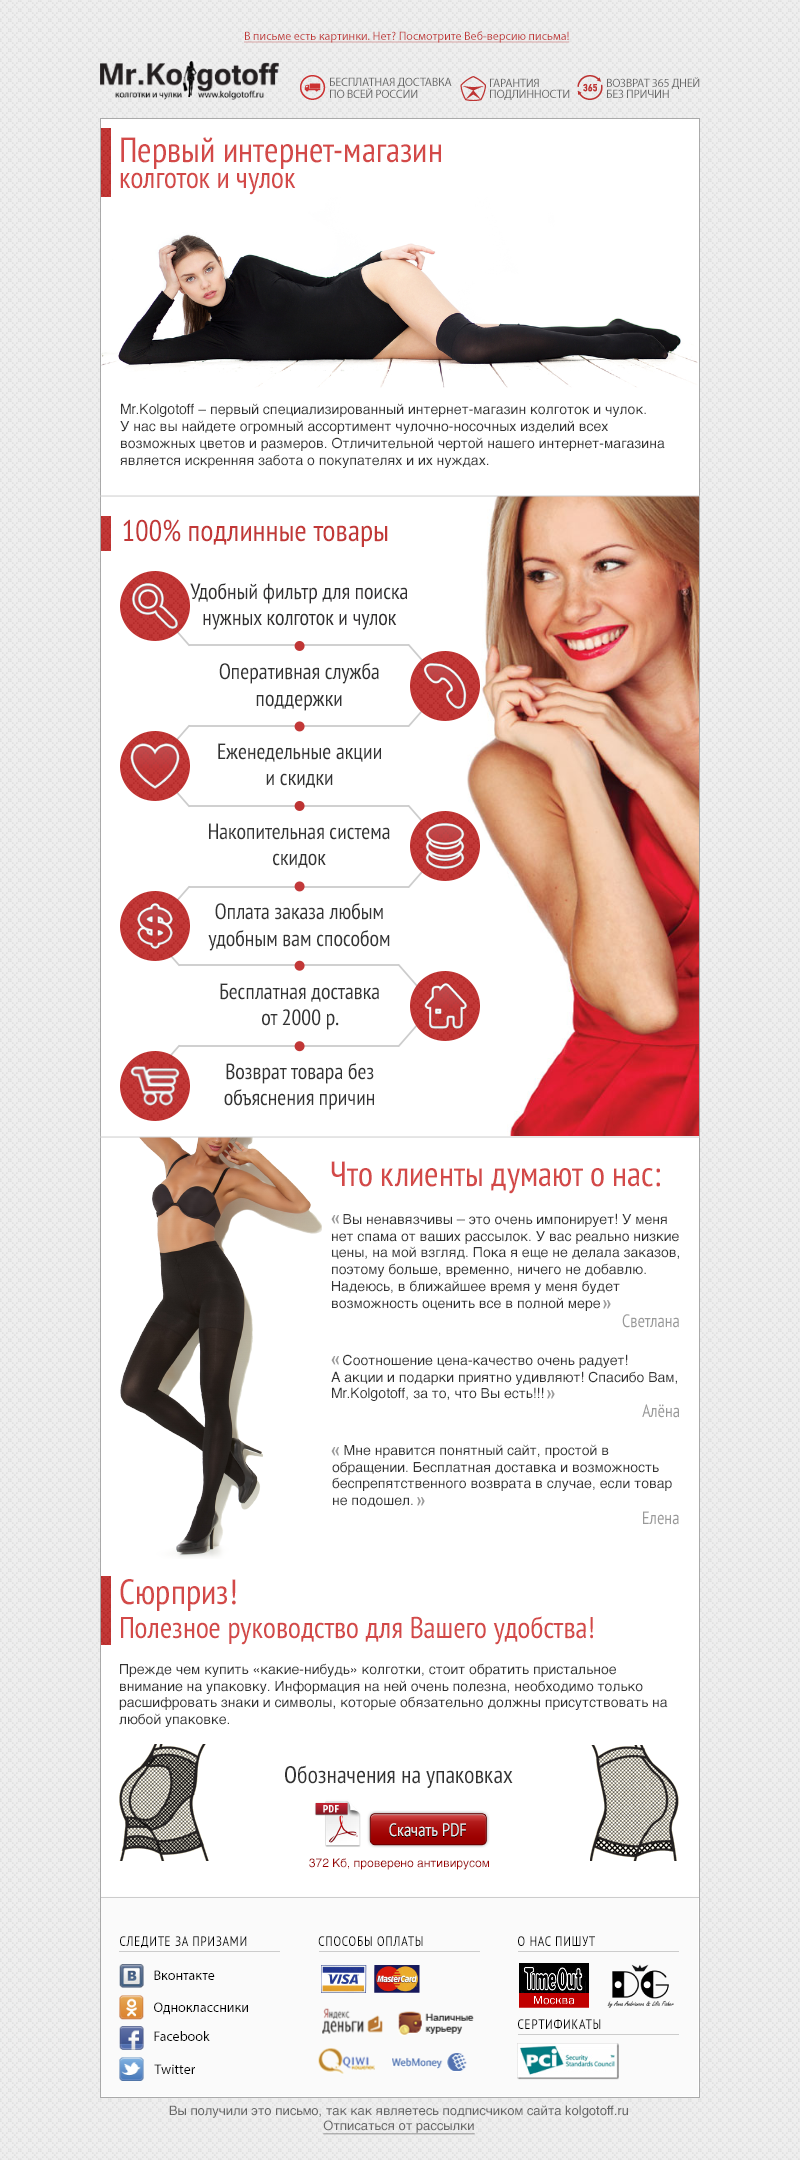 В письме есть картинки. Нет? Посмотрите Веб-версию письма!
Mr.Kolgotoff
колготки и чулки www.kolgotoff.ru
БЕСПЛАТНАЯ ДОСТАВКА
ПО ВСЕЙ РОССИИ
ГАРАНТИЯ
ПОДЛИННОСТИ
365
ВОЗВРАТ 365 ДНЕЙ
БЕЗ ПРИЧИН
Первый интернет-магазин
колготок и чулок
Mr.Kolgotoff – первый специализированный интернет-магазин колготок и чулок.
У нас вы найдете огромный ассортимент чулочно-носочных изделий всех
возможных цветов и размеров. Отличительной чертой нашего интернет-магазина
является искренняя забота о покупателях и их нуждах.
100% подлинные товары
Удобный фильтр для поиска
нужных колготок и чулок
Оперативная служба
поддержки
Еженедельные акции
и скидки
Накопительная система
скидок
Оплата заказа любым
удобным вам способом
Бесплатная доставка
от 2000 р.
Возврат товара без
объяснения причин
Что клиенты думают о нас:
« Вы ненавязчивы – это очень импонирует! У меня
нет спама от ваших рассылок. У вас реально низкие
цены, на мой взгляд. Пока я еще не делала заказов,
поэтому больше, временно, ничего не добавлю.
Надеюсь, в ближайшее время у меня будет
возможность оценить все в полной мере »
Светлана
« Соотношение цена-качество очень радует!
А акции и подарки приятно удивляют! Спасибо Вам,
Mr.Kolgotoff, за то, что Вы есть!!! »
Алёна
« Мне нравится понятный сайт, простой в
обращении. Бесплатная доставка и возможность
беспрепятственного возврата в случае, если товар
не подошел. »
Елена
Сюрприз!
Полезное руководство для Вашего удобства!
Прежде чем купить «какие-нибудь» колготки, стоит обратить пристальное
внимание на упаковку. Информация на ней очень полезна, необходимо только
расшифровать знаки и символы, которые обязательно должны присутствовать на
любой упаковке.
Обозначения на упаковках
PDF
Скачать PDF
372 Кб, проверено антивирусом
СЛЕДИТЕ ЗА ПРИЗАМИ
В Вконтакте
Одноклассники
f Facebook
Twitter
СПОСОБЫ ОПЛАТЫ
VISA MasterCard
Яндекс
деньги
Наличные
курьеру
QIWI
WebMoney
О НАС ПИШУТ
TimeOut
Москва
DG
by Anna Andrianova & Lilia Fisher
СЕРТИФИКАТЫ
PCI Security
Standards Council
Вы получили это письмо, так как являетесь подписчиком сайта kolgotoff.ru
Отписаться от рассылки